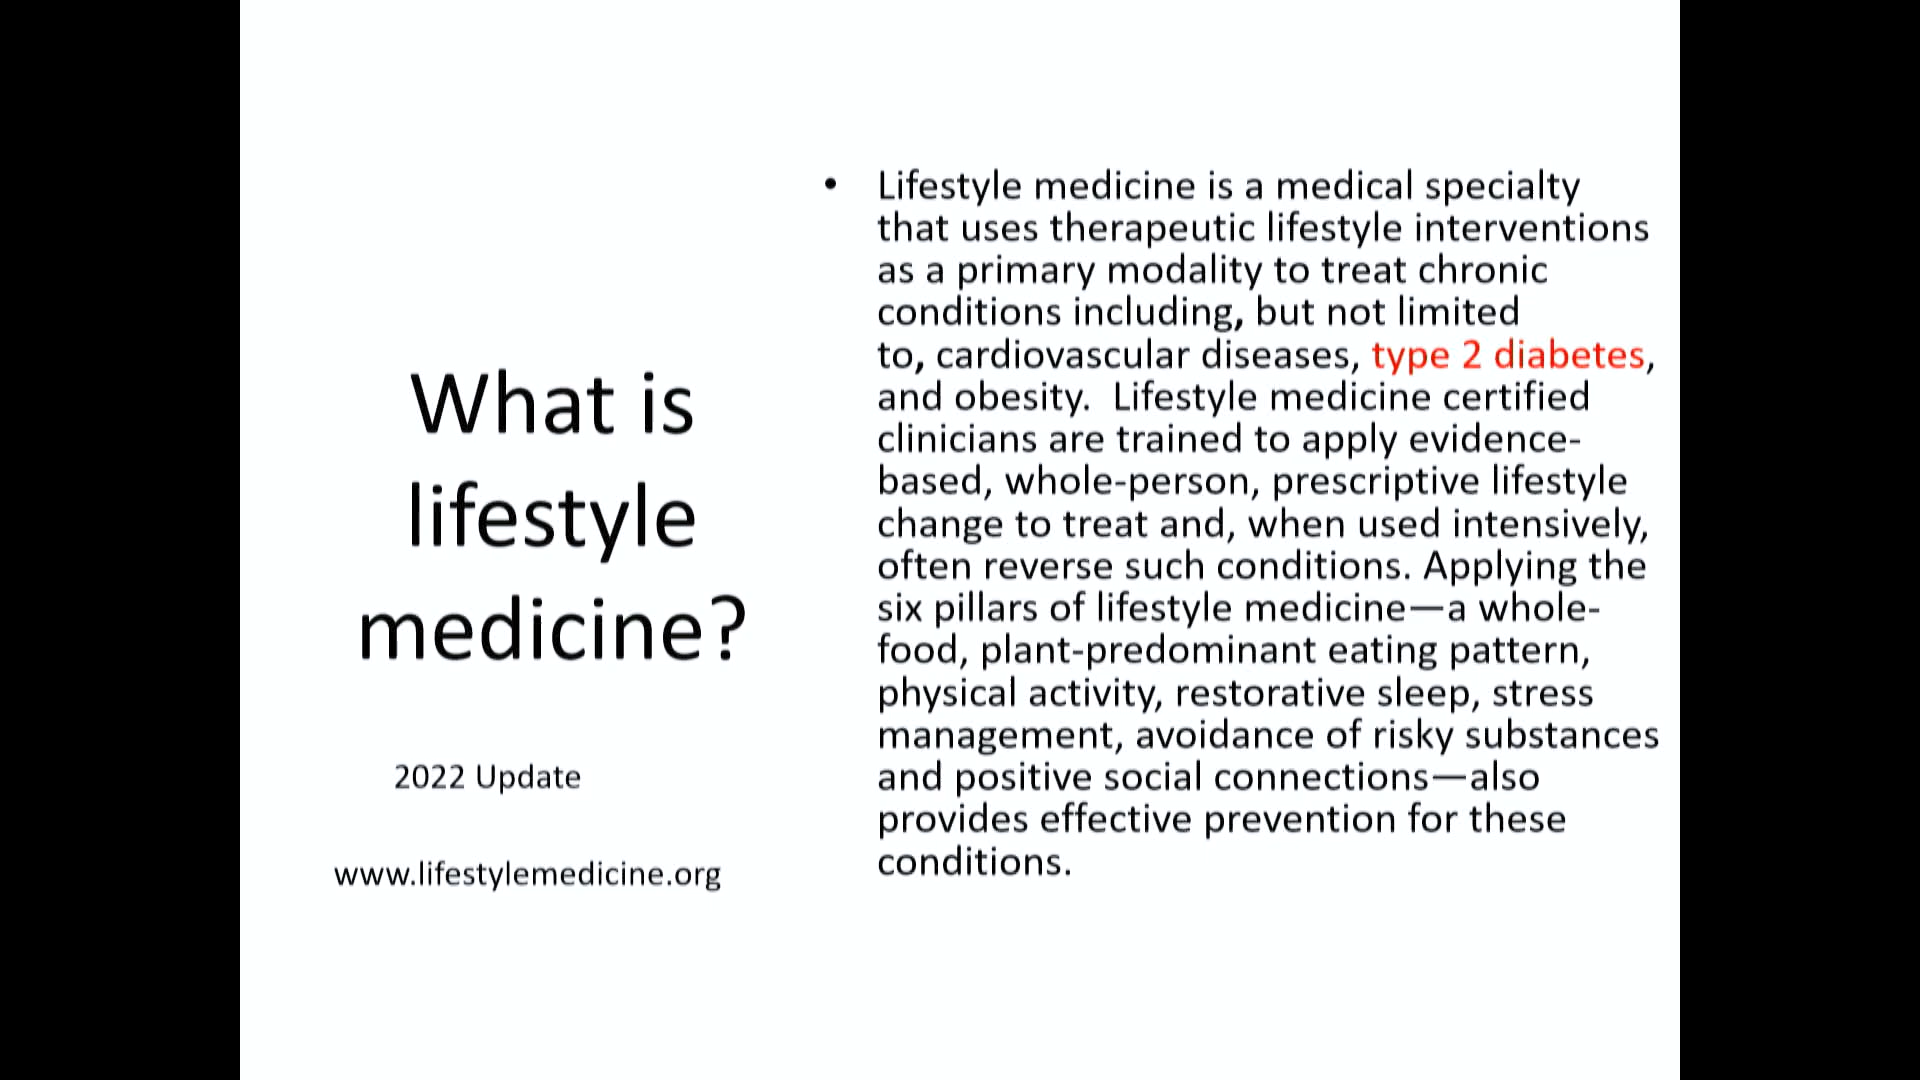 What is
lifestyle
medicine?
2022 Update
www.lifestylemedicine.org
• Lifestyle medicine is a medical specialty
that uses therapeutic lifestyle interventions
as a primary modality to treat chronic
conditions including, but not limited
to, cardiovascular diseases, type 2 diabetes,
and obesity.  Lifestyle medicine certified
clinicians are trained to apply evidence-
based, whole-person, prescriptive lifestyle
change to treat and, when used intensively,
often reverse such conditions. Applying the
six pillars of lifestyle medicine—a whole-
food, plant-predominant eating pattern,
physical activity, restorative sleep, stress
management, avoidance of risky substances
and positive social connections—also
provides effective prevention for these
conditions.